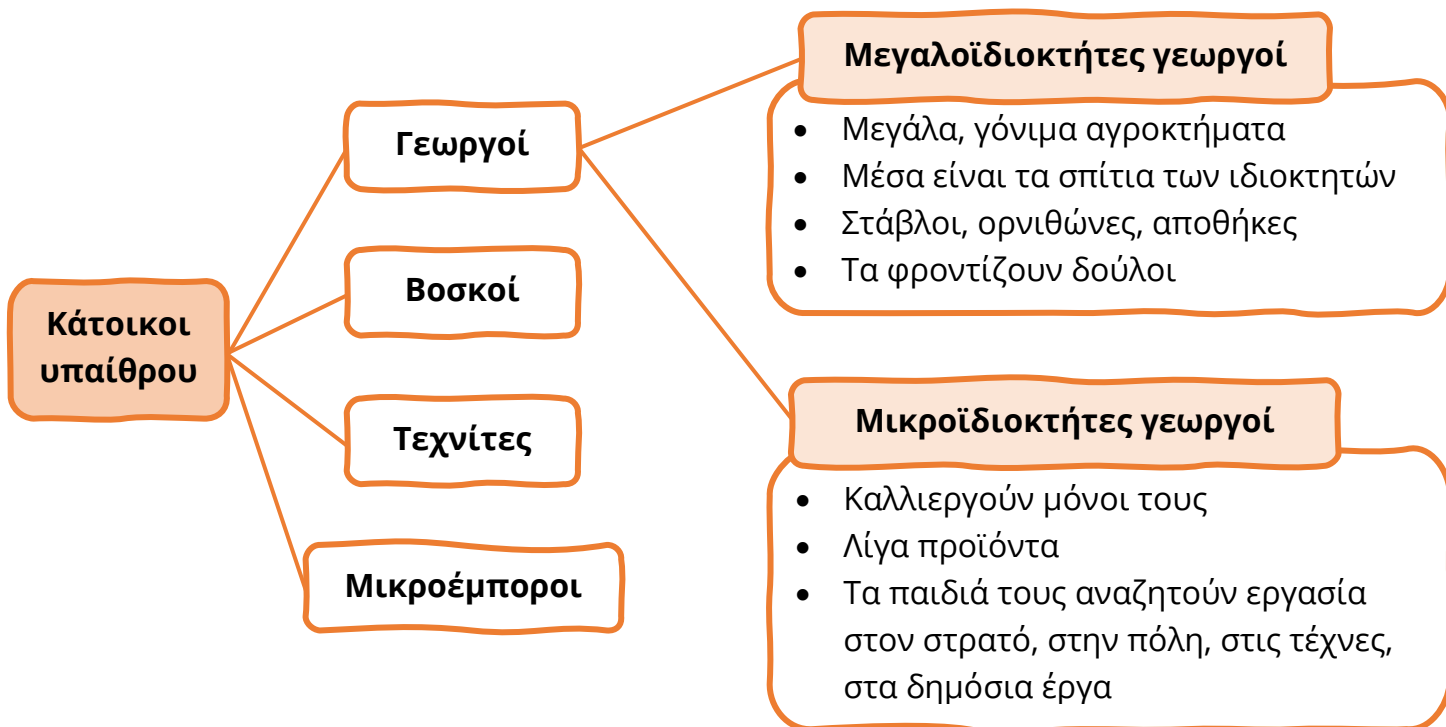 Κάτοικοι
υπαίθρου
Γεωργοί
Βοσκοί
Τεχνίτες
Μικροέμποροι
Μεγαλοϊδιοκτήτες γεωργοί
• Μεγάλα, γόνιμα αγροκτήματα
• Μέσα είναι τα σπίτια των ιδιοκτητών
• Στάβλοι, ορνιθώνες, αποθήκες
• Τα φροντίζουν δούλοι
Μικροϊδιοκτήτες γεωργοί
• Καλλιεργούν μόνοι τους
• Λίγα προϊόντα
• Τα παιδιά τους αναζητούν εργασία
στον στρατό, στην πόλη, στις τέχνες,
στα δημόσια έργα